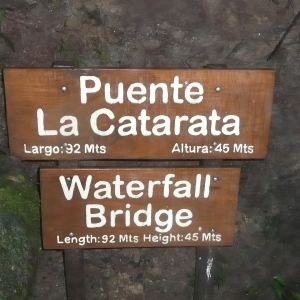 Puente
La Catarata
Largo: 92 Mts Altura: 45 Mts
Waterfall
Bridge
Length: 92 Mts Height: 45 Mts